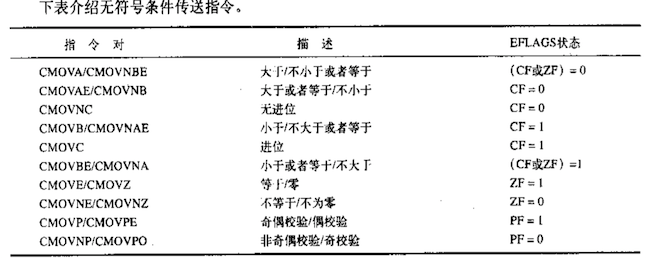 下表介绍无符号条件传送指令。
指令对 描述 EFLAGS状态
CMOVA/CMOVNBE 大于/不小于或者等于 (CF或ZF)=0
CMOVAE/CMOVNB 大于或者等于/不小于 CF=0
CMOVNC 无进位 CF=0
CMOVB/CMOVNAE 小于/不大于或者等于 CF=1
CMOVC 进位 CF=1
CMOVBE/CMOVNA 小于或者等于/不大于 (CF或ZF)=1
CMOVE/CMOVZ 等于/零 ZF=1
CMOVNE/CMOVNZ 不等于/不为零 ZF=0
CMOVP/CMOVPE 奇偶校验/偶校验 PF=1
CMOVNP/CMOVPO 非奇偶校验/奇校验 PF=0